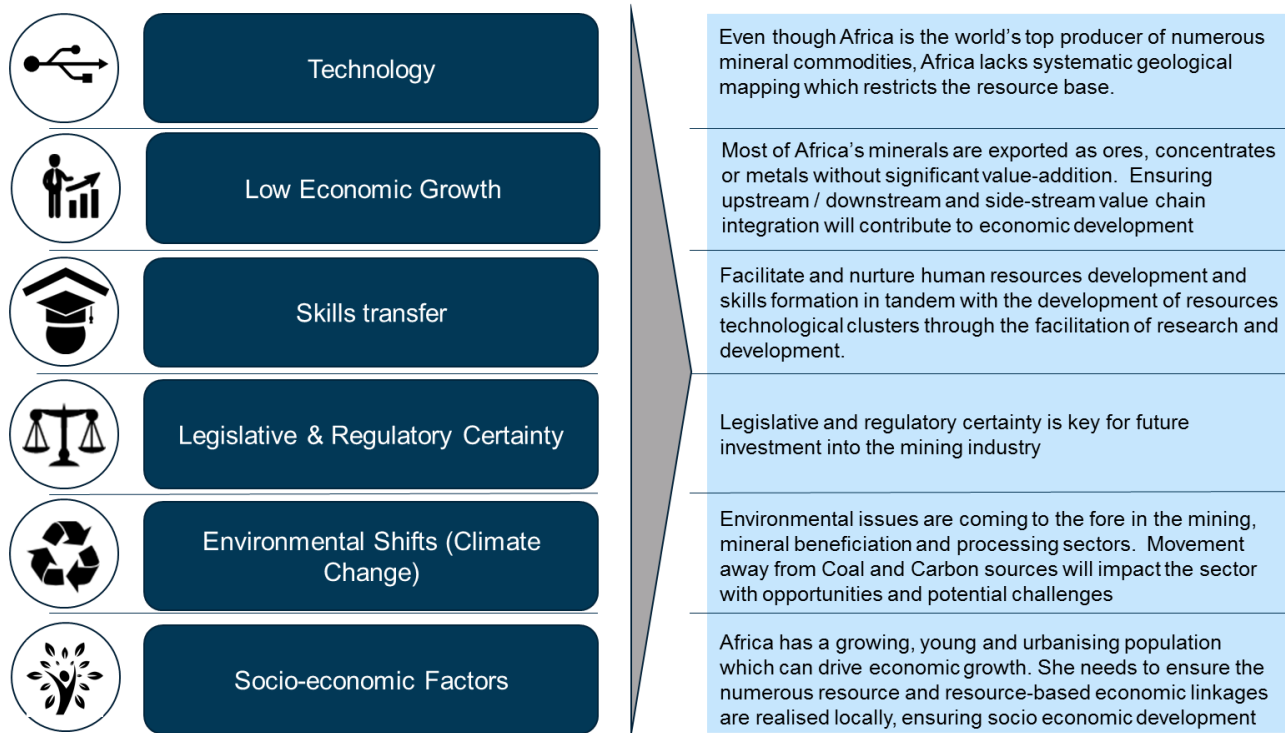 Technology
Even though Africa is the world's top producer of numerous
mineral commodities, Africa lacks systematic geological
mapping which restricts the resource base.
Low Economic Growth
Most of Africa's minerals are exported as ores, concentrates
or metals without significant value-addition.  Ensuring
upstream / downstream and side-stream value chain
integration will contribute to economic development
Skills transfer
Facilitate and nurture human resources development and
skills formation in tandem with the development of resources
technological clusters through the facilitation of research and
development.
Legislative & Regulatory Certainty
Legislative and regulatory certainty is key for future
investment into the mining industry
Environmental Shifts (Climate
Change)
Environmental issues are coming to the fore in the mining,
mineral beneficiation and processing sectors.  Movement
away from Coal and Carbon sources will impact the sector
with opportunities and potential challenges
Socio-economic Factors
Africa has a growing, young and urbanising population
which can drive economic growth. She needs to ensure the
numerous resource and resource-based economic linkages
are realised locally, ensuring socio economic development